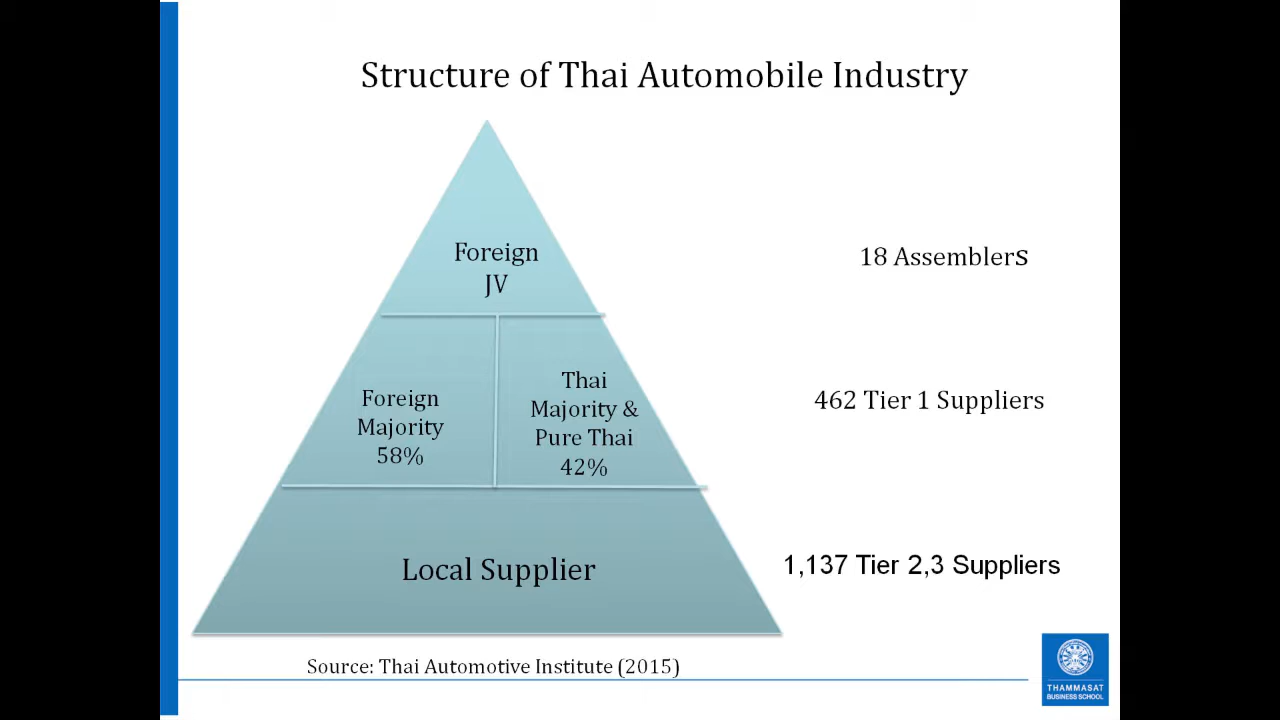 Structure of Thai Automobile Industry
Foreign
JV
18 Assemblers
Foreign
Majority
58%
Thai
Majority &
Pure Thai
42%
462 Tier 1 Suppliers
Local Supplier
1,137 Tier 2,3 Suppliers
Source: Thai Automotive Institute (2015)
THAMMASAT
BUSINESS SCHOOL